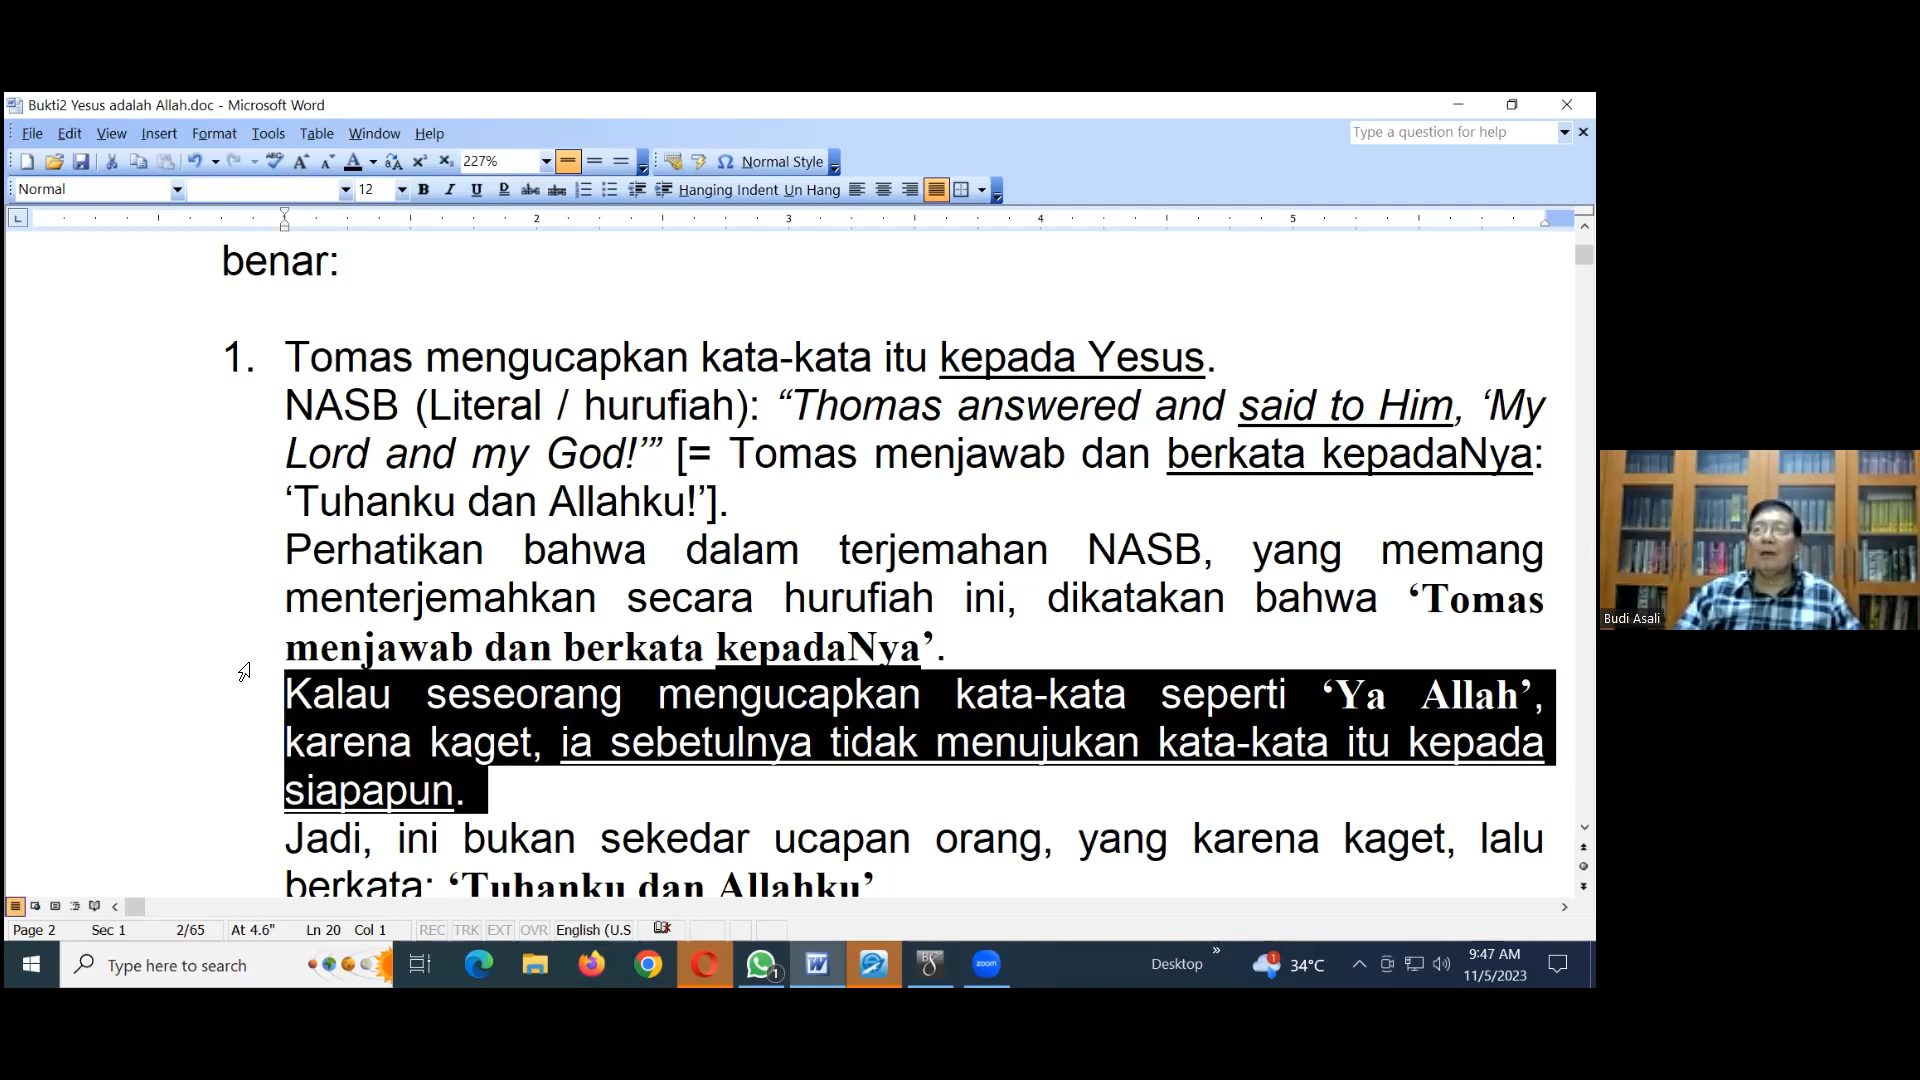 Bukti2 Yesus adalah Allah.doc - Microsoft Word
File Edit View Insert Format Tools Table Window Help
Type a question for help
227%
Normal Style
Normal
12
Hanging Indent Un Hang
2 3 4 5
benar:
1. Tomas mengucapkan kata-kata itu kepada Yesus.
NASB (Literal / hurufiah): “Thomas answered and said to Him, ‘My
Lord and my God!’” [= Tomas menjawab dan berkata kepadaNya:
‘Tuhanku dan Allahku!’].
Perhatikan bahwa dalam terjemahan NASB, yang memang
menterjemahkan secara hurufiah ini, dikatakan bahwa ‘Tomas
menjawab dan berkata kepadaNya’.
Kalau seseorang mengucapkan kata-kata seperti ‘Ya Allah’,
karena kaget, ia sebetulnya tidak menujukan kata-kata itu kepada
siapapun.
Jadi, ini bukan sekedar ucapan orang, yang karena kaget, lalu
berkata: ‘Tuhanku dan Allahku’
Budi Asali
Page 2 Sec 1 2/65 At 4.6" Ln 20 Col 1 REC TRK EXT OVR English (U.S
Type here to search
1
zoom
Desktop
1
34°C
9:47 AM
11/5/2023